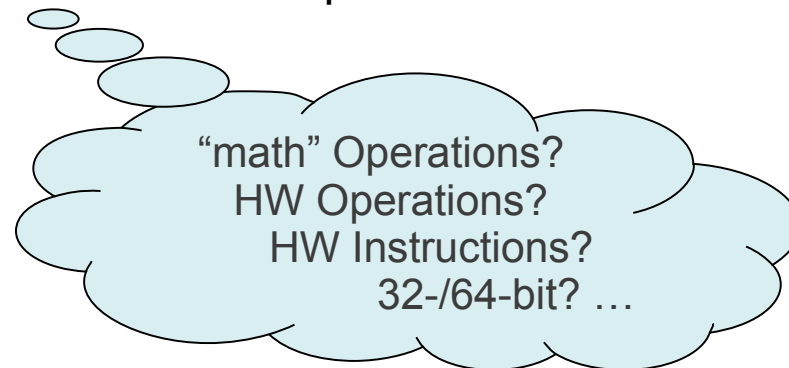 “math” Operations?
HW Operations?
HW Instructions?
32-/64-bit? …